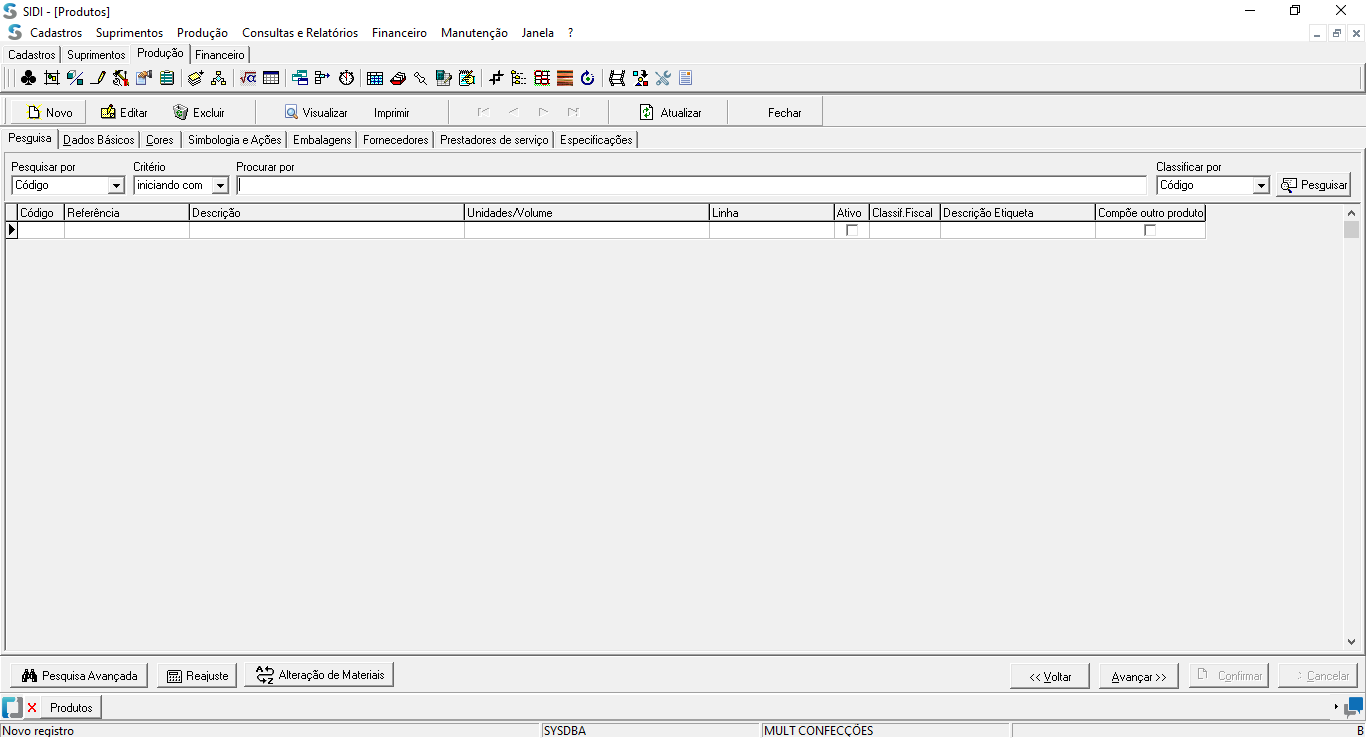 SIDI - [Produtos]
Cadastros Suprimentos Produção Consultas e Relatórios Financeiro Manutenção Janela ?
Cadastros Suprimentos Produção Financeiro
Novo Editar Excluir Visualizar Imprimir Atualizar Fechar
Pesquisa Dados Básicos Cores Simbologia e Ações Embalagens Fornecedores Prestadores de serviço Especificações
Pesquisar por Critério Procurar por Classificar por
Código iniciando com Código Pesquisar
Código Referência Descrição Unidades/Volume Linha Ativo Classif.Fiscal Descrição Etiqueta Compõe outro produto
Pesquisa Avançada Reajuste Alteração de Materiais << Voltar Avançar >> Confirmar Cancelar
Produtos
Novo registro SYSDBA MULT CONFECÇÕES B